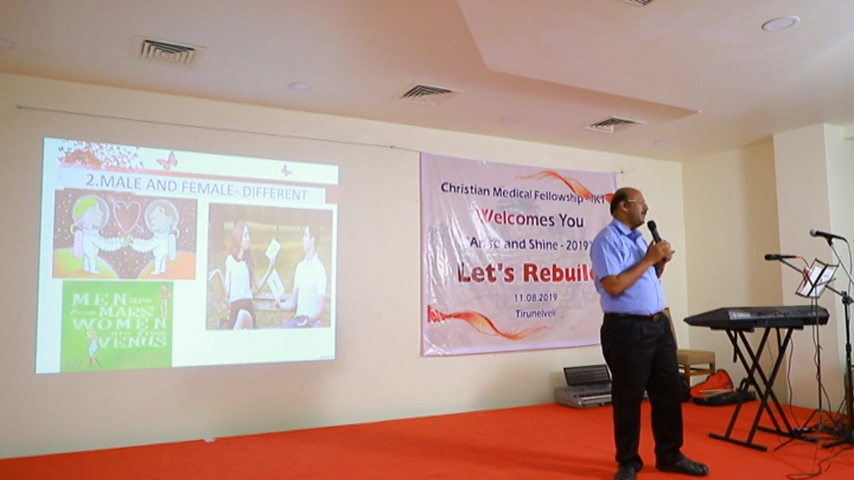 2.MALE AND FEMALE- DIFFERENT
MEN are
from MARS
WOMEN
are from
VENUS
Christian Medical Fellowship - TKT
Welcomes You
"Arise and Shine - 2019"
Let's Rebuild
11.08.2019
Tirunelveli